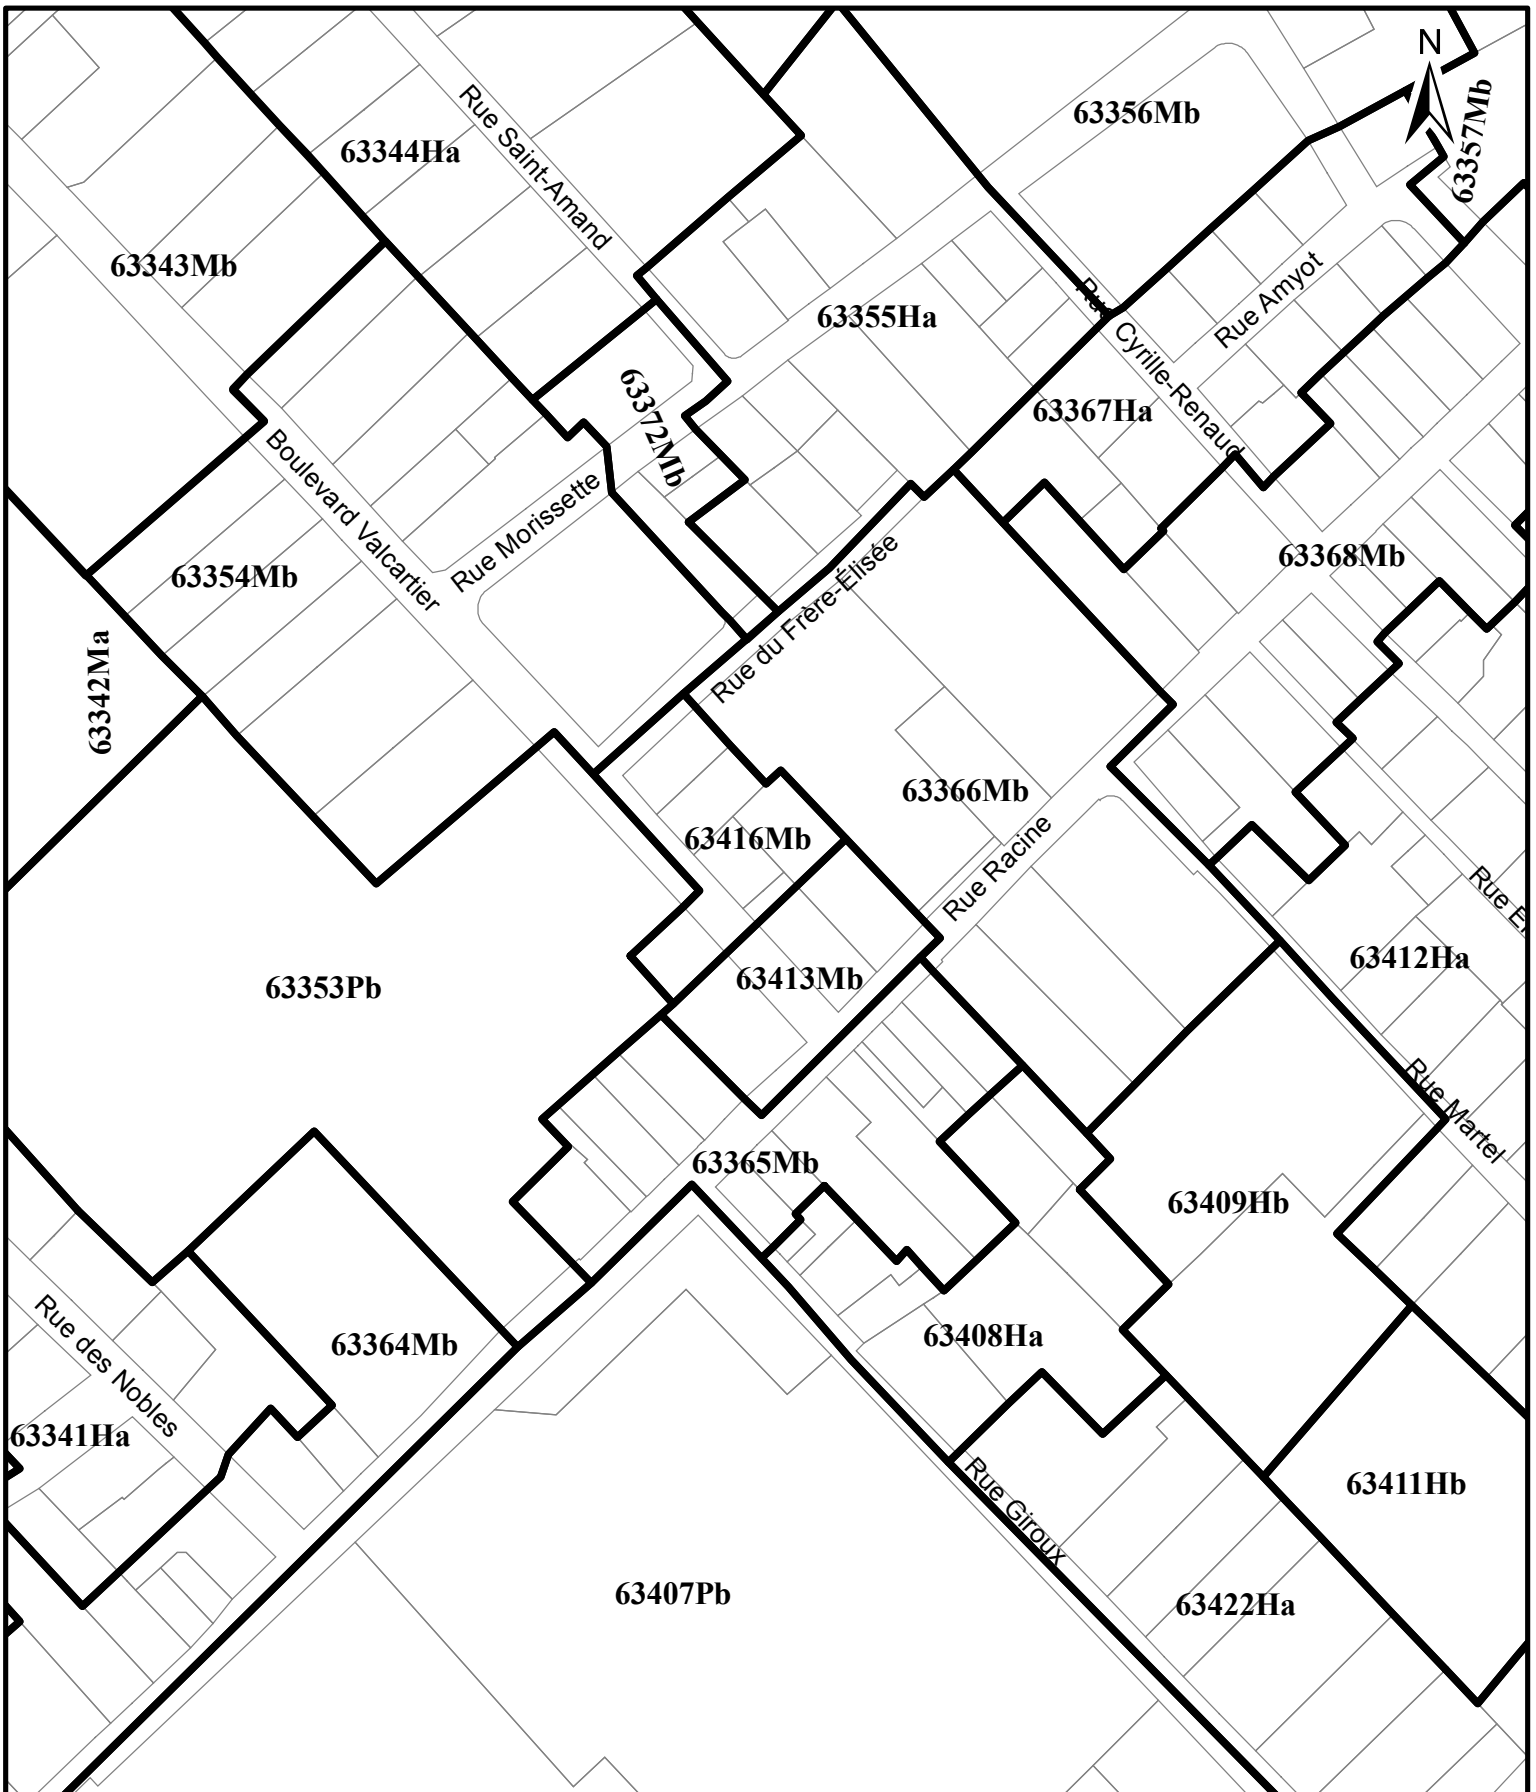 N
63356Mb
63357Mb
Rue Saint-Amand
63344Ha
63343Mb
63355Ha
Rue Amyot
Rue Cyrille-Renaud
63372Mb
63367Ha
Boulevard Valcartier
Rue Morissette
63354Mb
63368Mb
63342Ma
Rue du Frère-Élisée
63366Mb
63416Mb
Rue Racine
63413Mb
63353Pb
63412Ha
Rue Martel
63365Mb
63409Hb
63408Ha
63364Mb
Rue des Nobles
63341Ha
63411Hb
Rue Giroux
63407Pb
63422Ha
Rue